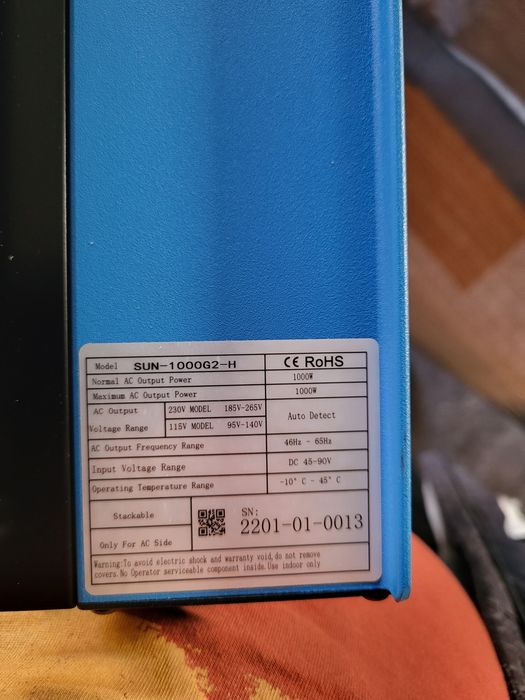 Model SUN-1000G2-H CE RoHS
Normal AC Output Power 1000W
Maximum AC Output Power 1000W
AC Output Voltage Range 230V MODEL 185V-265V Auto Detect
115V MODEL 95V-140V
AC Output Frequency Range 46Hz - 65Hz
Input Voltage Range DC 45-90V
Operating Temperature Range -10° C - 45° C
Stackable SN:
2201-01-0013
Only For AC Side
Warning:To avoid electric shock and warranty void,do not remove
covers.No Operator serviceable component inside.Use indoor only